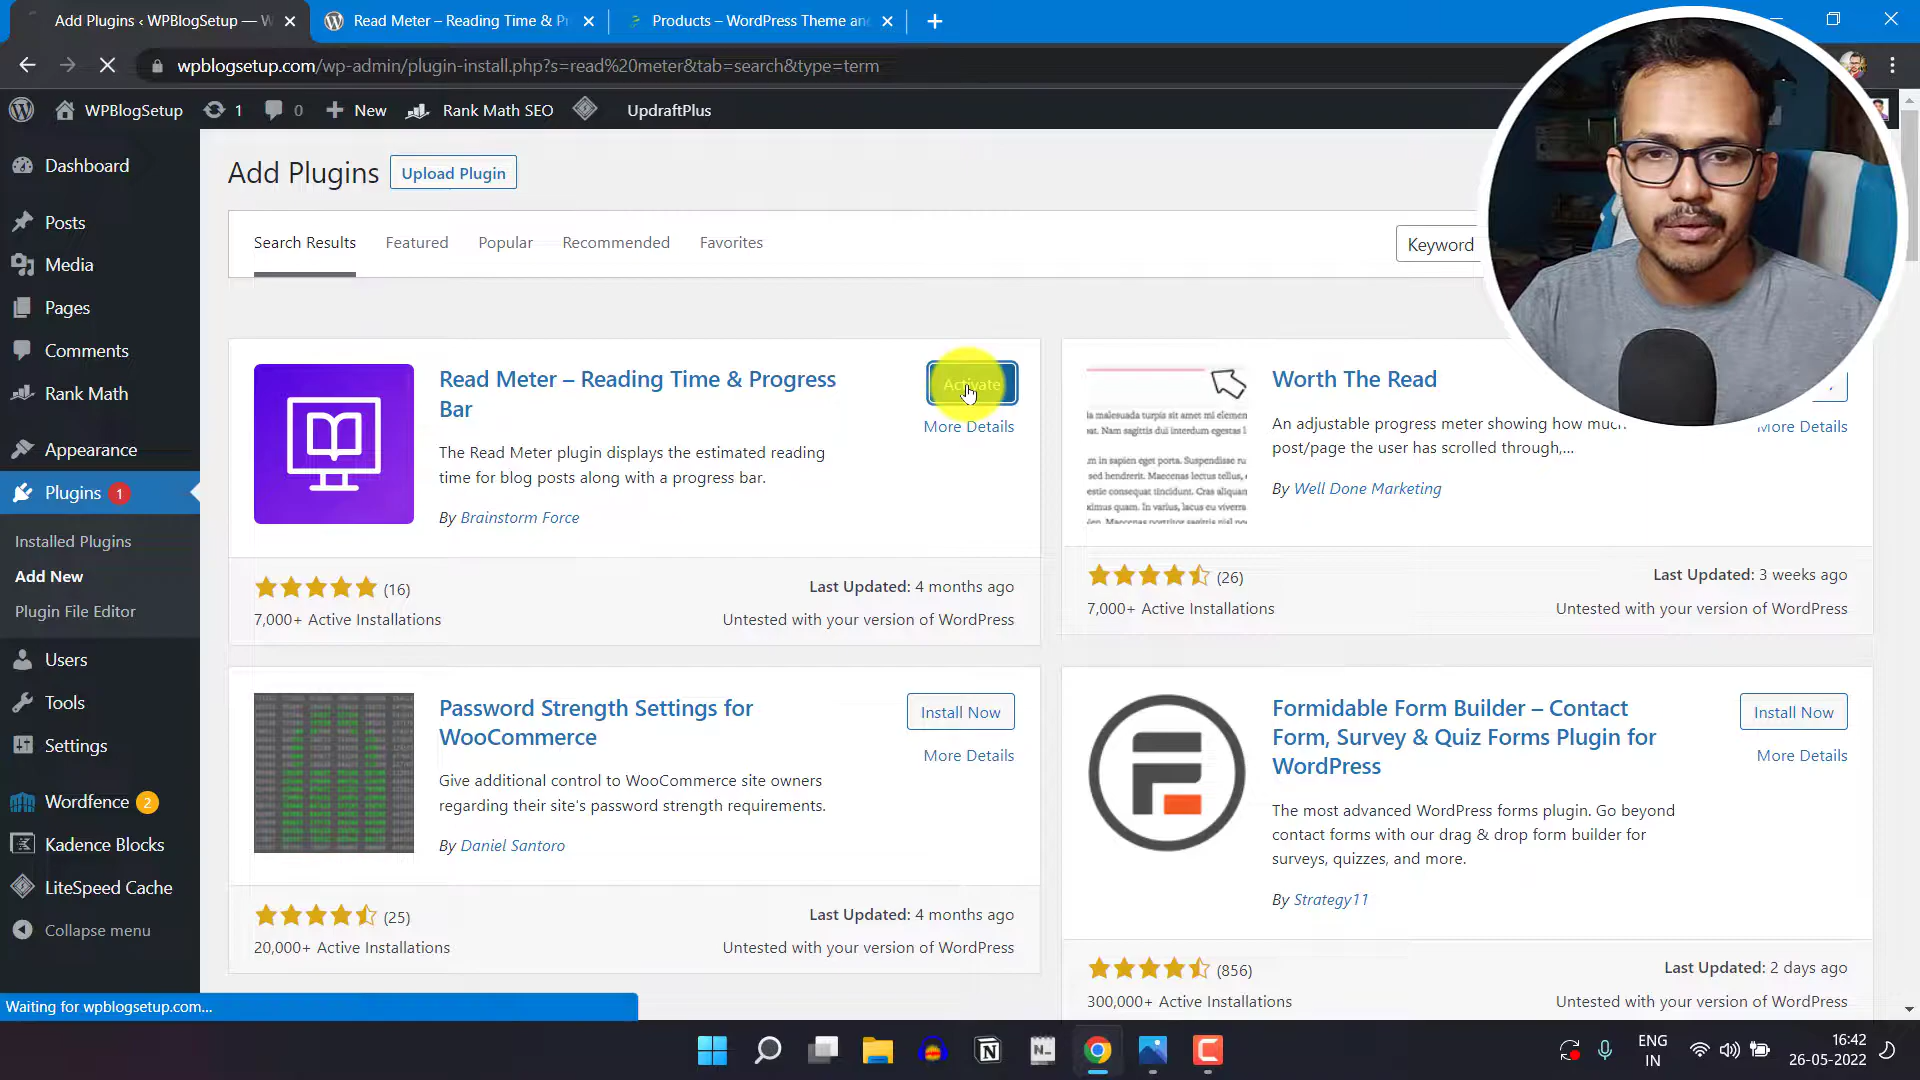 Add Plugins ‹ WPBlogSetup — W
Read Meter – Reading Time & P
Products – WordPress Theme an
wpblogsetup.com/wp-admin/plugin-install.php?s=read%20meter&tab=search&type=term
WPBlogSetup
1
0
New
Rank Math SEO
UpdraftPlus
Dashboard
Posts
Media
Pages
Comments
Rank Math
Appearance
Plugins 1
Installed Plugins
Add New
Plugin File Editor
Users
Tools
Settings
Wordfence 2
Kadence Blocks
LiteSpeed Cache
Collapse menu
Add Plugins
Upload Plugin
Search Results
Featured
Popular
Recommended
Favorites
Keyword
Read Meter – Reading Time & Progress
Bar
Activate
More Details
The Read Meter plugin displays the estimated reading
time for blog posts along with a progress bar.
By Brainstorm Force
(16)
7,000+ Active Installations
Last Updated: 4 months ago
Untested with your version of WordPress
Worth The Read
More Details
An adjustable progress meter showing how much
post/page the user has scrolled through,...
By Well Done Marketing
(26)
7,000+ Active Installations
Last Updated: 3 weeks ago
Untested with your version of WordPress
Password Strength Settings for
WooCommerce
Install Now
More Details
Give additional control to WooCommerce site owners
regarding their site's password strength requirements.
By Daniel Santoro
(25)
20,000+ Active Installations
Last Updated: 4 months ago
Untested with your version of WordPress
Formidable Form Builder – Contact
Form, Survey & Quiz Forms Plugin for
WordPress
Install Now
More Details
The most advanced WordPress forms plugin. Go beyond
contact forms with our drag & drop form builder for
surveys, quizzes, and more.
By Strategy11
(856)
300,000+ Active Installations
Last Updated: 2 days ago
Untested with your version of WordPress
Waiting for wpblogsetup.com...
ENG
IN
16:42
26-05-2022